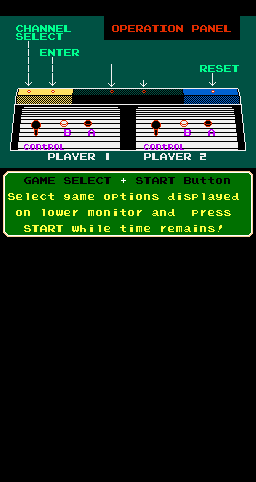 CHANNEL
SELECT
OPERATION PANEL
ENTER
RESET
B A B A
CONTROL CONTROL
PLAYER 1 PLAYER 2
GAME SELECT + START Button
Select game options displayed
on lower monitor and press
START while time remains!